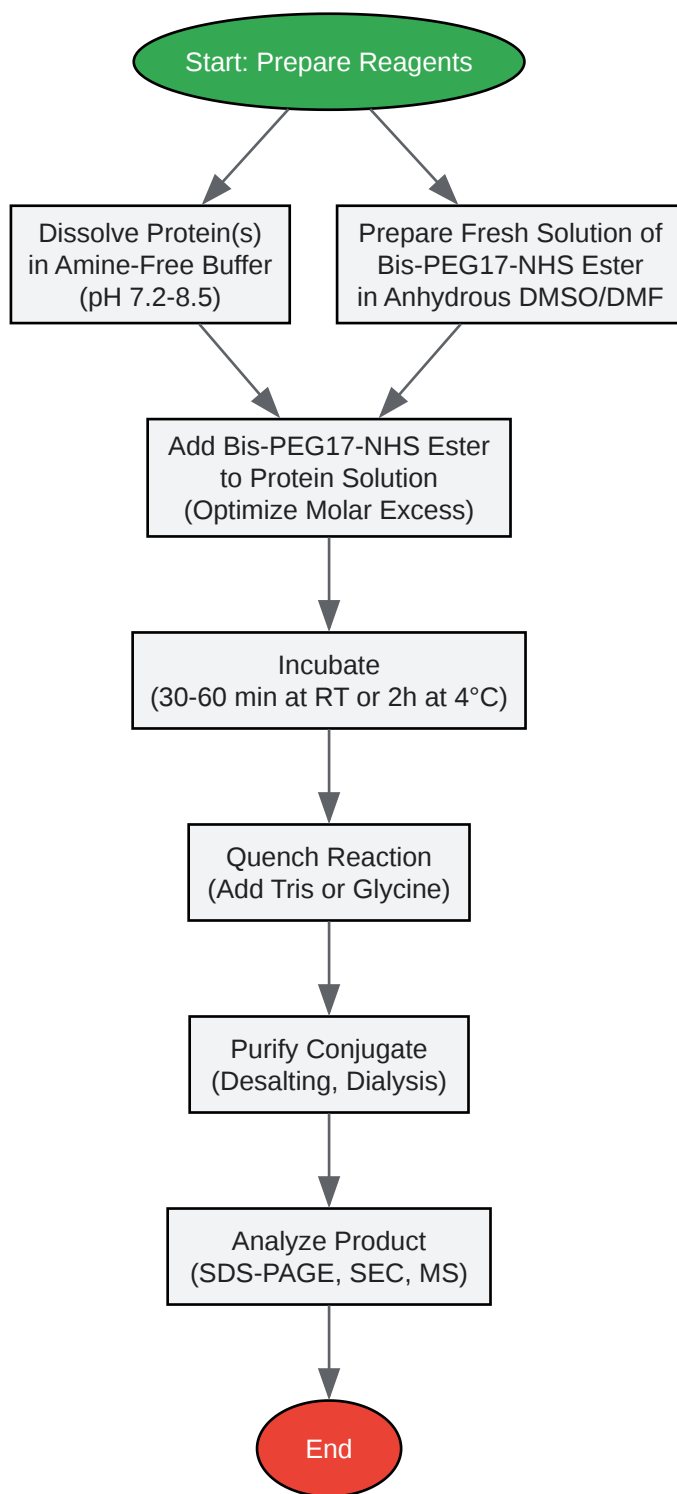 Start: Prepare Reagents
Dissolve Protein(s)
in Amine-Free Buffer
(pH 7.2-8.5)
Prepare Fresh Solution of
Bis-PEG17-NHS Ester
in Anhydrous DMSO/DMF
Add Bis-PEG17-NHS Ester
to Protein Solution
(Optimize Molar Excess)
Incubate
(30-60 min at RT or 2h at 4°C)
Quench Reaction
(Add Tris or Glycine)
Purify Conjugate
(Desalting, Dialysis)
Analyze Product
(SDS-PAGE, SEC, MS)
End